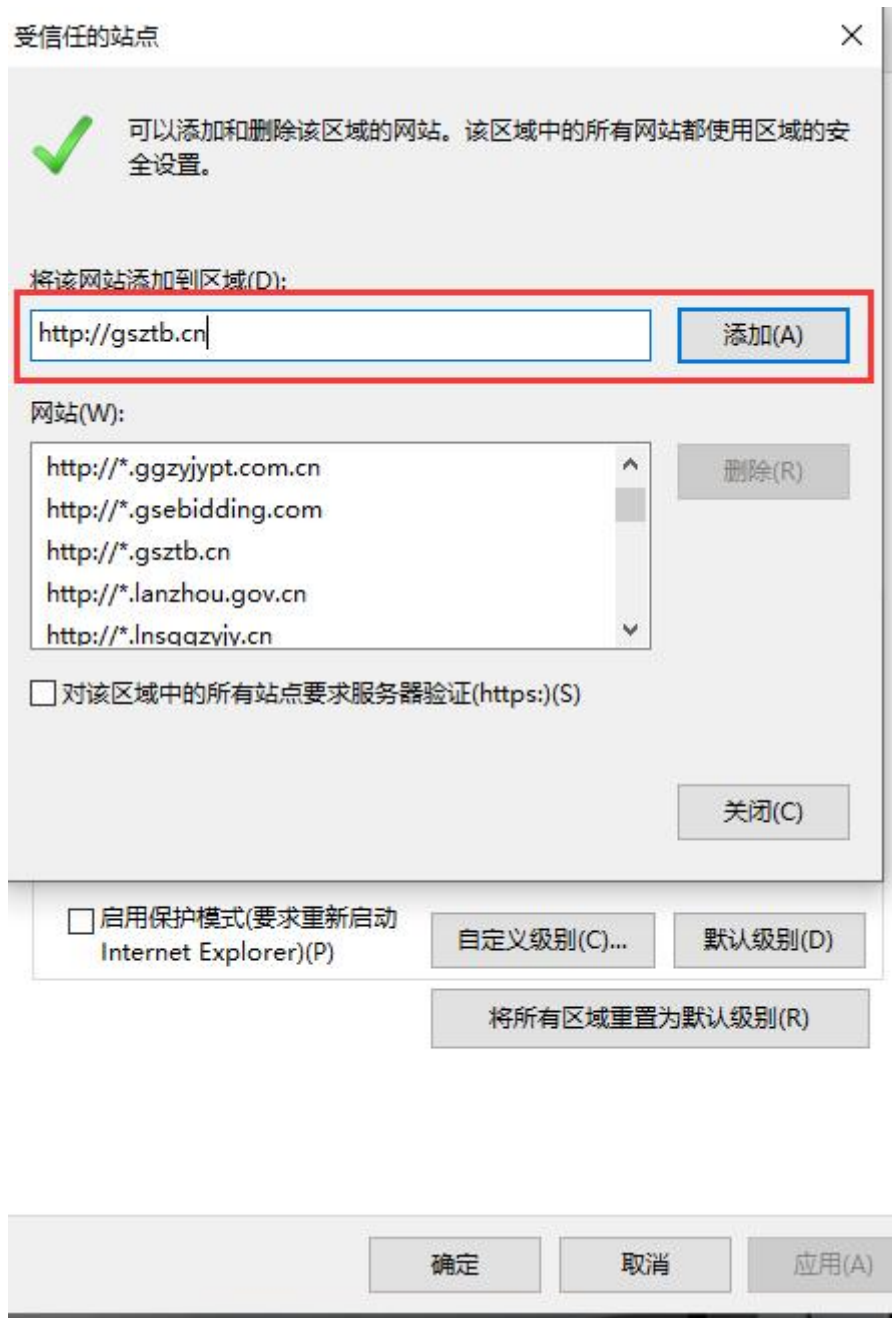 受信任的站点
可以添加和删除该区域的网站。该区域中的所有网站都使用区域的安
全设置。
将该网站添加到区域(D):
http://gsztb.cn
添加(A)
网站(W):
http://*.ggzyjypt.com.cn
http://*.gsebidding.com
http://*.gsztb.cn
http://*.lanzhou.gov.cn
http://*.lnsggzyjy.cn
删除(R)
对该区域中的所有站点要求服务器验证(https:)(S)
关闭(C)
启用保护模式(要求重新启动
Internet Explorer)(P)
自定义级别(C)...
默认级别(D)
将所有区域重置为默认级别(R)
确定
取消
应用(A)